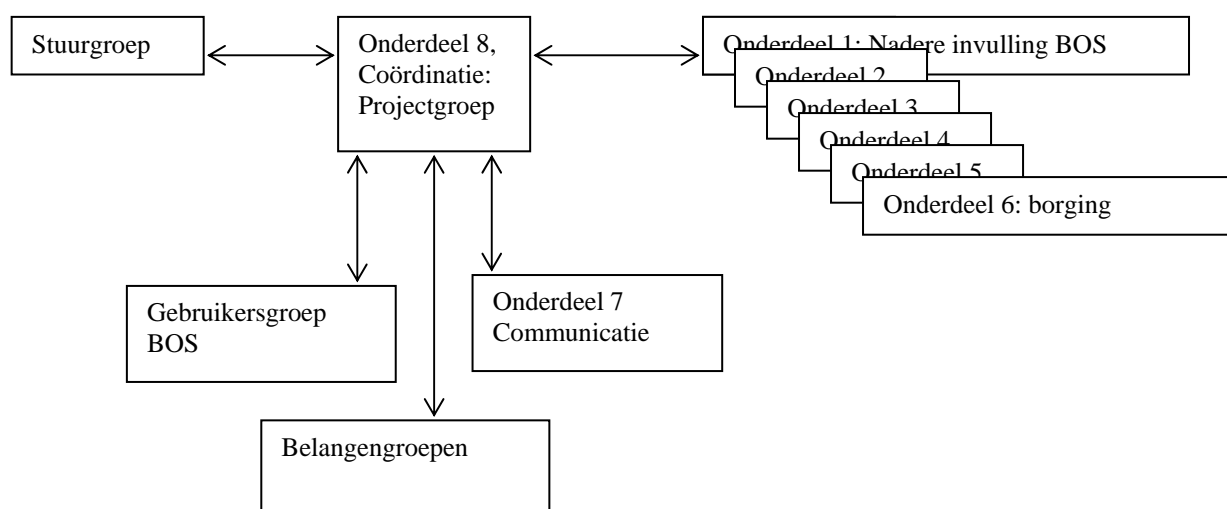 Stuurgroep
Onderdeel 8,
Coördinatie:
Projectgroep
Onderdeel 1: Nadere invulling BOS
Onderdeel 2
Onderdeel 3
Onderdeel 4
Onderdeel 5
Onderdeel 6: borging
Gebruikersgroep
BOS
Onderdeel 7
Communicatie
Belangengroepen